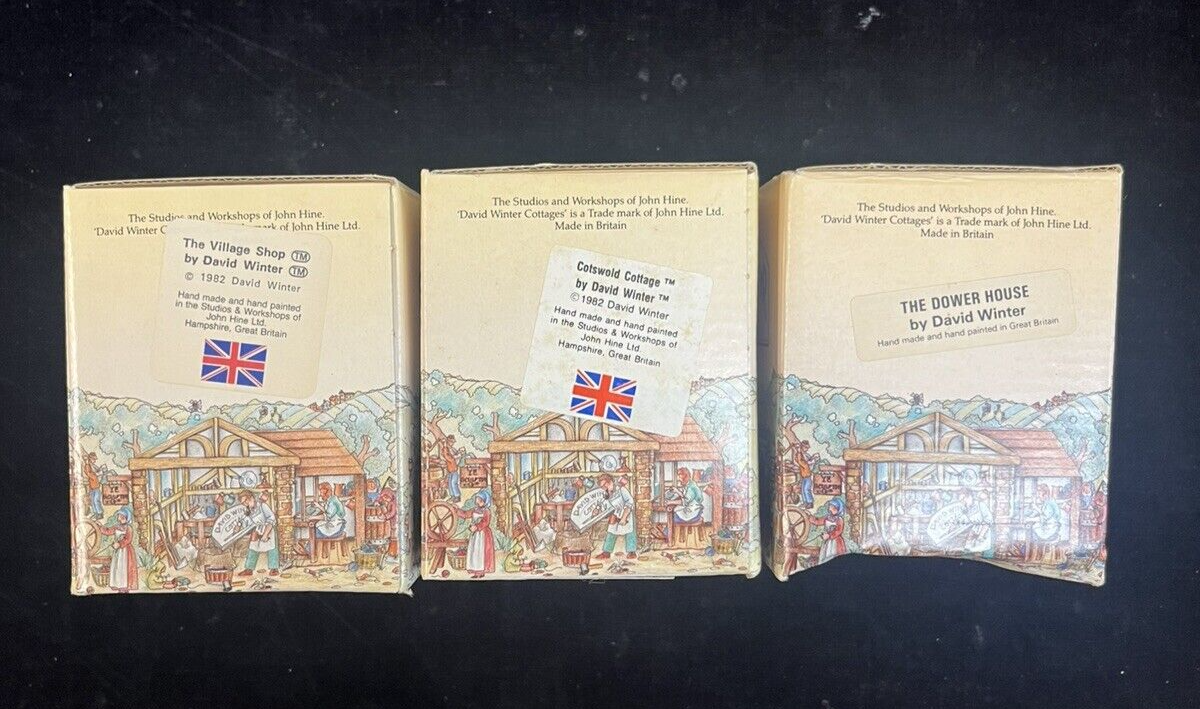 The Studios and Workshops of John Hine.
'David Winter C mark of John Hine Ltd.
The Village Shop TM
by David Winter TM
© 1982 David Winter
Hand made and hand painted
in the Studios & Workshops of
John Hine Ltd.
Hampshire, Great Britain
DAVID WIN
The Studios and Workshops of John Hine.
'David Winter Cottages' is a Trade mark of John Hine Ltd.
Made in Britain
Cotswold Cottage ™
by David Winter ™
© 1982 David Winter
Hand made and hand painted
in the Studios & Workshops of
John Hine Ltd.
Hampshire, Great Britain
DAVID WIN
The Studios and Workshops of John Hine.
'David Winter Cottages' is a Trade mark of John Hine Ltd.
Made in Britain
THE DOWER HOUSE
by David Winter
Hand made and hand painted in Great Britain